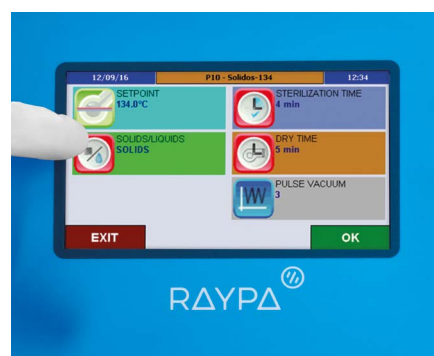 12/09/16 P10 - Solidos-134 12:34
SETPOINT
134.0°C
STERILIZATION TIME
4 min
SOLIDS/LIQUIDS
SOLIDS
DRY TIME
5 min
PULSE VACUUM
3
EXIT OK
RAYPA